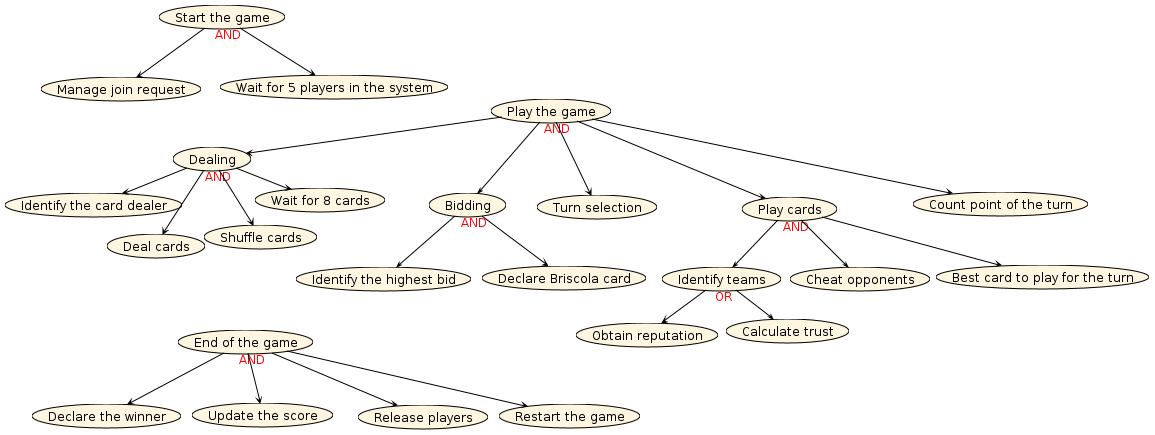 Start the game
AND
Manage join request
Wait for 5 players in the system
Play the game
AND
Dealing
AND
Identify the card dealer
Wait for 8 cards
Deal cards
Shuffle cards
Bidding
AND
Turn selection
Play cards
AND
Count point of the turn
Identify the highest bid
Declare Briscola card
Identify teams
OR
Cheat opponents
Best card to play for the turn
Obtain reputation
Calculate trust
End of the game
AND
Declare the winner
Update the score
Release players
Restart the game